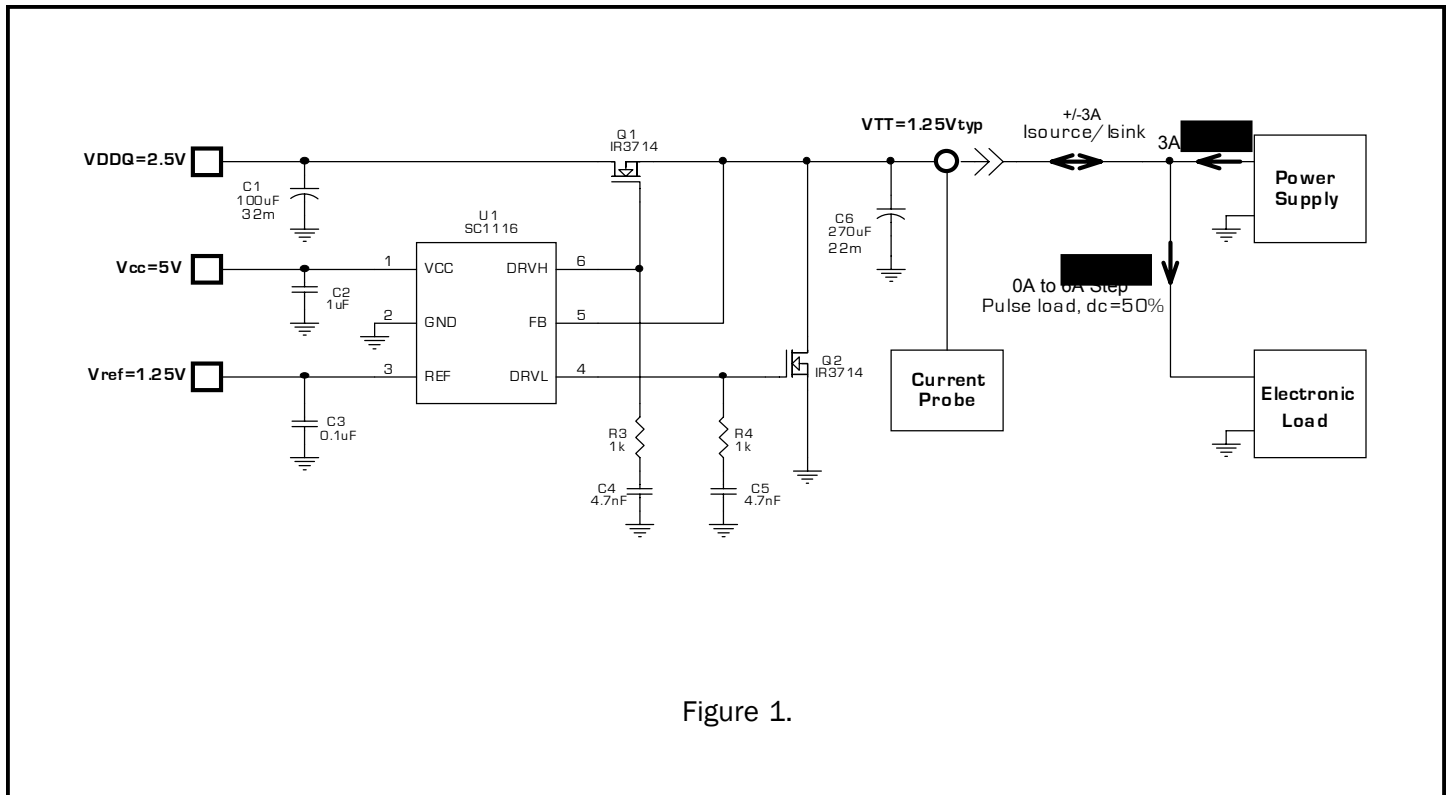 VDDQ=2.5V
C1
100uF
32m
Q1
IR3714
VTT=1.25Vtyp
+/-3A
Isource/Isink
3A
Power
Supply
C6
270uF
22m
U1
SC1116
Vcc=5V
C2
1uF
1
VCC
DRVH
6
2
GND
FB
5
3
REF
DRVL
4
Vref=1.25V
C3
0.1uF
Q2
IR3714
0A to 6A Step
Pulse load, dc=50%
Current
Probe
Electronic
Load
R3
1k
R4
1k
C4
4.7nF
C5
4.7nF
Figure 1.